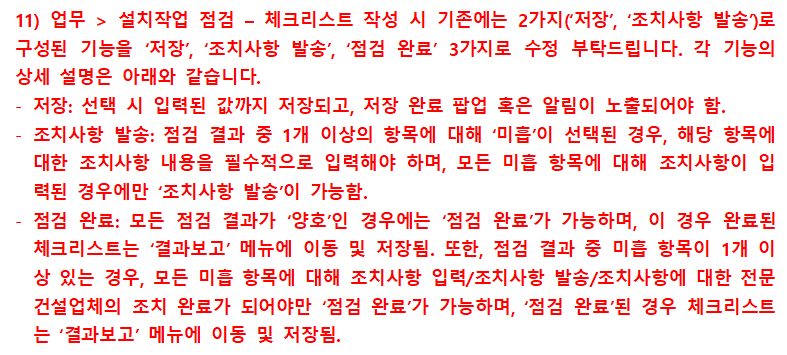 11) 업무 > 설치작업 점검 – 체크리스트 작성 시 기존에는 2가지(‘저장’, ‘조치사항 발송’)로
구성된 기능을 ‘저장’, ‘조치사항 발송’, ‘점검 완료’ 3가지로 수정 부탁드립니다. 각 기능의
상세 설명은 아래와 같습니다.
- 저장: 선택 시 입력된 값까지 저장되고, 저장 완료 팝업 혹은 알림이 노출되어야 함.
- 조치사항 발송: 점검 결과 중 1개 이상의 항목에 대해 ‘미흡’이 선택된 경우, 해당 항목에
대한 조치사항 내용을 필수적으로 입력해야 하며, 모든 미흡 항목에 대해 조치사항이 입
력된 경우에만 ‘조치사항 발송’이 가능함.
- 점검 완료: 모든 점검 결과가 ‘양호’인 경우에는 ‘점검 완료’가 가능하며, 이 경우 완료된
체크리스트는 ‘결과보고’ 메뉴에 이동 및 저장됨. 또한, 점검 결과 중 미흡 항목이 1개 이
상 있는 경우, 모든 미흡 항목에 대해 조치사항 입력/조치사항 발송/조치사항에 대한 전문
건설업체의 조치 완료가 되어야만 ‘점검 완료’가 가능하며, ‘점검 완료’된 경우 체크리스트
는 ‘결과보고’ 메뉴에 이동 및 저장됨.